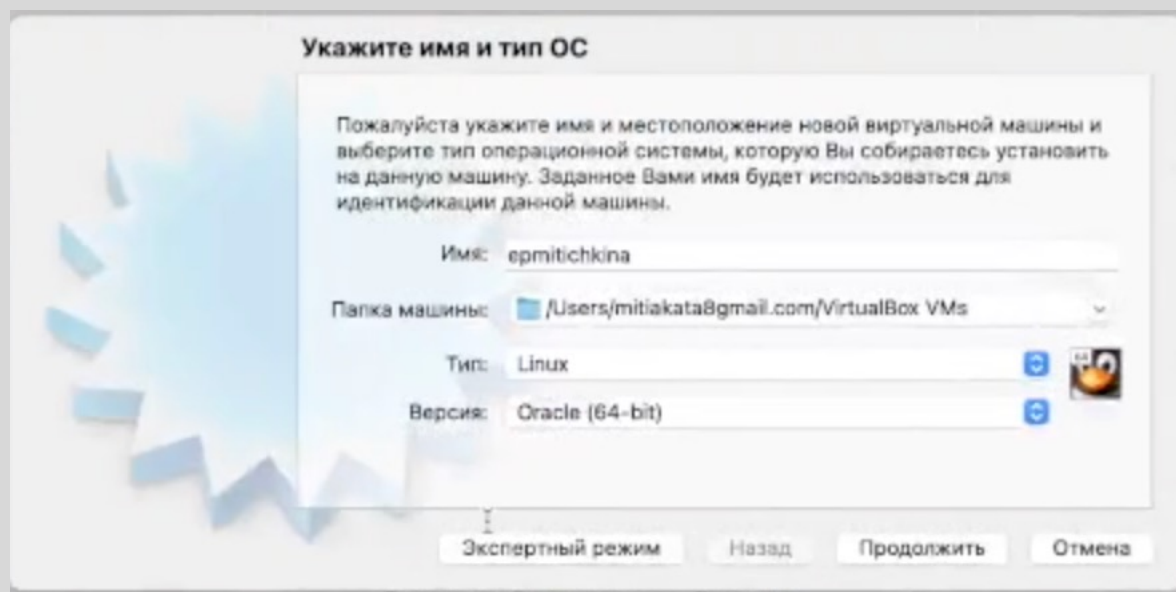 Укажите имя и тип ОС
Пожалуйста укажите имя и местоположение новой виртуальной машины и
выберите тип операционной системы, которую Вы собираетесь установить
на данную машину. Заданное Вами имя будет использоваться для
идентификации данной машины.
Имя: epmitichkina
Папка машины: /Users/mitiakata8gmail.com/VirtualBox VMs
Тип: Linux
64
Версия: Oracle (64-bit)
Экспертный режим Назад Продолжить Отмена